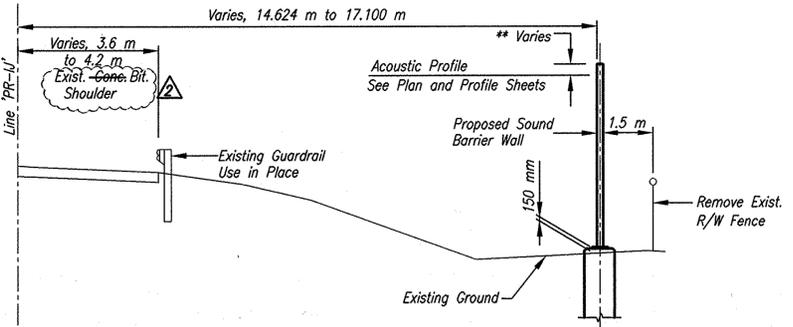 Varies, 14.624 m to 17.100 m
** Varies
Varies, 3.6 m
to 4.2 m
Exist. Conc. Bit.
Shoulder
2
Line 'PR-IJ'
Acoustic Profile
See Plan and Profile Sheets
Proposed Sound
Barrier Wall
1.5 m
Existing Guardrail
Use in Place
150 mm
Remove Exist.
R/W Fence
Existing Ground